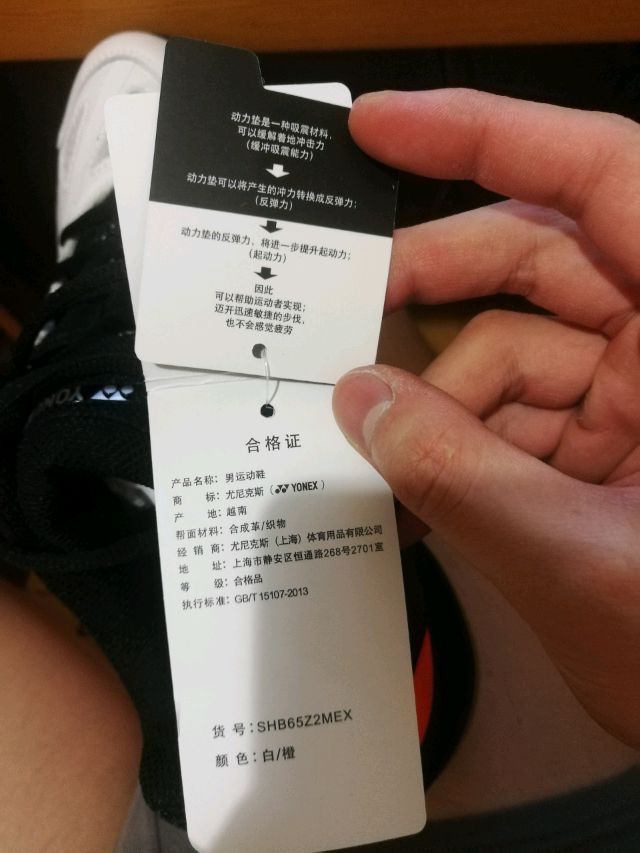 动力垫是一种吸震材料,
可以缓解着地冲击力
(缓冲吸震能力)
动力垫可以将产生的冲力转换成反弹力;
(反弹力)
动力垫的反弹力，将进一步提升起动力;
(起动力)
因此
可以帮助运动者实现;
迈开迅速敏捷的步伐,
也不会感觉疲劳
合格证
产品名称：男运动鞋
商 标：尤尼克斯（YONEX）
产 地：越南
帮面材料：合成革/织物
经 销 商：尤尼克斯（上海）体育用品有限公司
地 址：上海市静安区恒通路268号2701室
等 级：合格品
执行标准：GB/T 15107-2013
货 号：SHB65Z2MEX
颜 色：白/橙